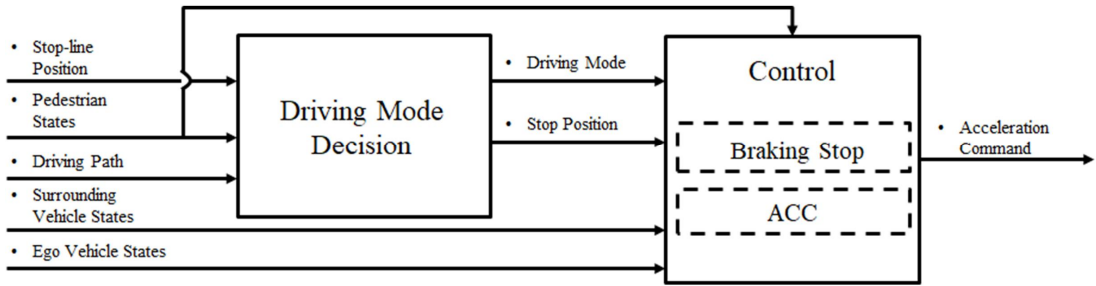 • Stop-line
Position
• Pedestrian
States
• Driving Path
• Surrounding
Vehicle States
• Ego Vehicle States
Driving Mode
Decision
• Driving Mode
• Stop Position
Control
Braking Stop
ACC
• Acceleration
Command